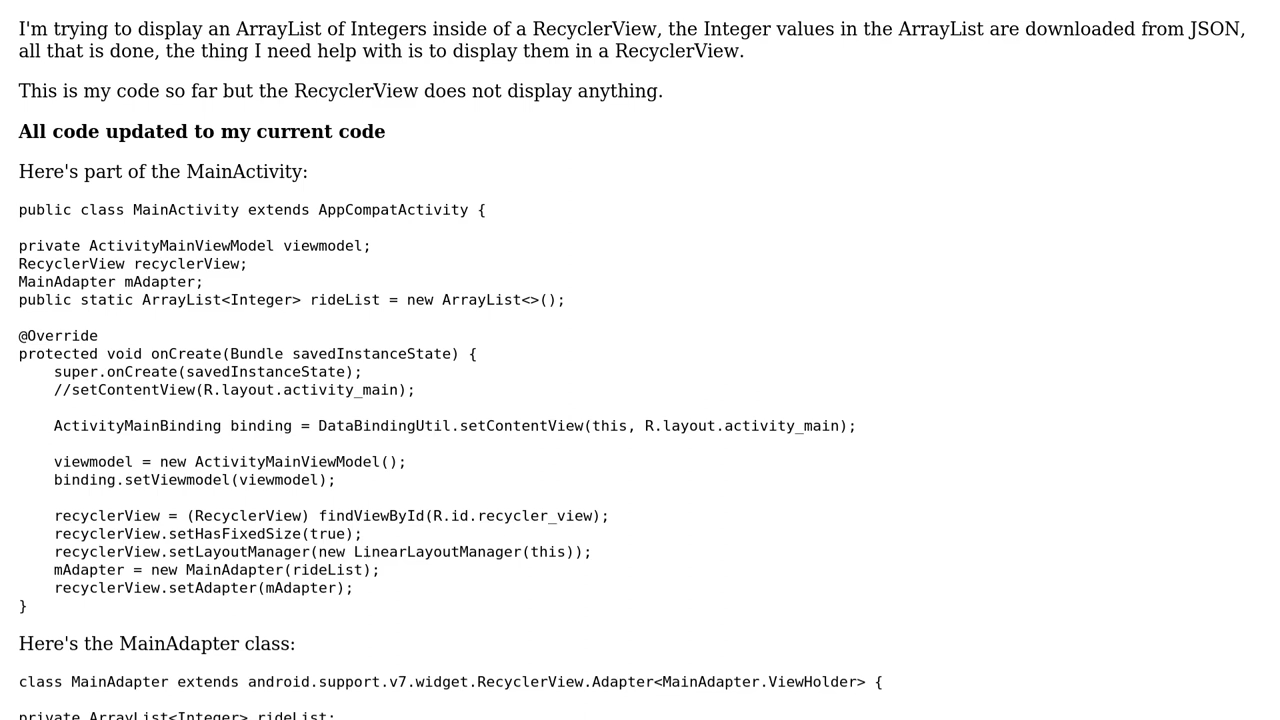 I'm trying to display an ArrayList of Integers inside of a RecyclerView, the Integer values in the ArrayList are downloaded from JSON,
all that is done, the thing I need help with is to display them in a RecyclerView.
This is my code so far but the RecyclerView does not display anything.
All code updated to my current code
Here's part of the MainActivity:
public class MainActivity extends AppCompatActivity {
private ActivityMainViewModel viewmodel;
RecyclerView recyclerView;
MainAdapter mAdapter;
public static ArrayList<Integer> rideList = new ArrayList<>();
@Override
protected void onCreate(Bundle savedInstanceState) {
    super.onCreate(savedInstanceState);
    //setContentView(R.layout.activity_main);
    ActivityMainBinding binding = DataBindingUtil.setContentView(this, R.layout.activity_main);
    viewmodel = new ActivityMainViewModel();
    binding.setViewmodel(viewmodel);
    recyclerView = (RecyclerView) findViewById(R.id.recycler_view);
    recyclerView.setHasFixedSize(true);
    recyclerView.setLayoutManager(new LinearLayoutManager(this));
    mAdapter = new MainAdapter(rideList);
    recyclerView.setAdapter(mAdapter);
}
Here's the MainAdapter class:
class MainAdapter extends android.support.v7.widget.RecyclerView.Adapter<MainAdapter.ViewHolder> {
private ArrayList<Integer> rideList;